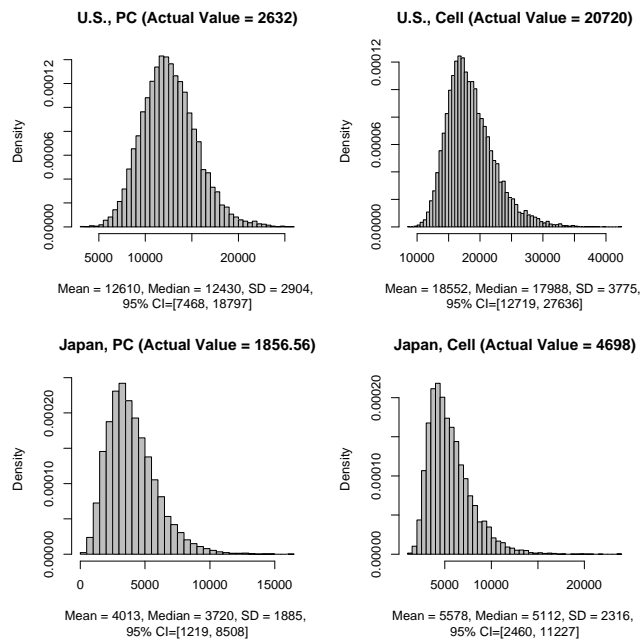 U.S., PC (Actual Value = 2632)
Density
0.00000 0.00006 0.00012
5000 10000 20000
Mean = 12610, Median = 12430, SD = 2904,
95% CI=[7468, 18797]
U.S., Cell (Actual Value = 20720)
Density
0.00000 0.00006 0.00012
10000 20000 30000 40000
Mean = 18552, Median = 17988, SD = 3775,
95% CI=[12719, 27636]
Japan, PC (Actual Value = 1856.56)
Density
0.00000 0.00010 0.00020
0 5000 10000 15000
Mean = 4013, Median = 3720, SD = 1885,
95% CI=[1219, 8508]
Japan, Cell (Actual Value = 4698)
Density
0.00000 0.00010 0.00020
5000 10000 20000
Mean = 5578, Median = 5112, SD = 2316,
95% CI=[2460, 11227]